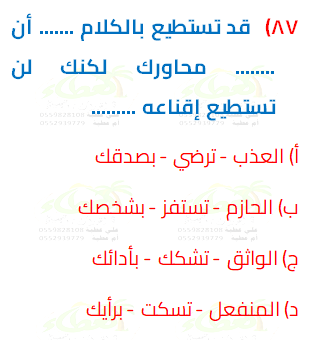 ٨٧) قد تستطيع بالكلام ....... أن
........ محاورك لكنك لن
تستطيع إقناعه .........
أ) العذب - ترضي - بصدقك
ب) الحازم - تستفز - بشخصك
ج) الواثق - تشكك - بأدائك
د) المنفعل - تسكت - برأيك